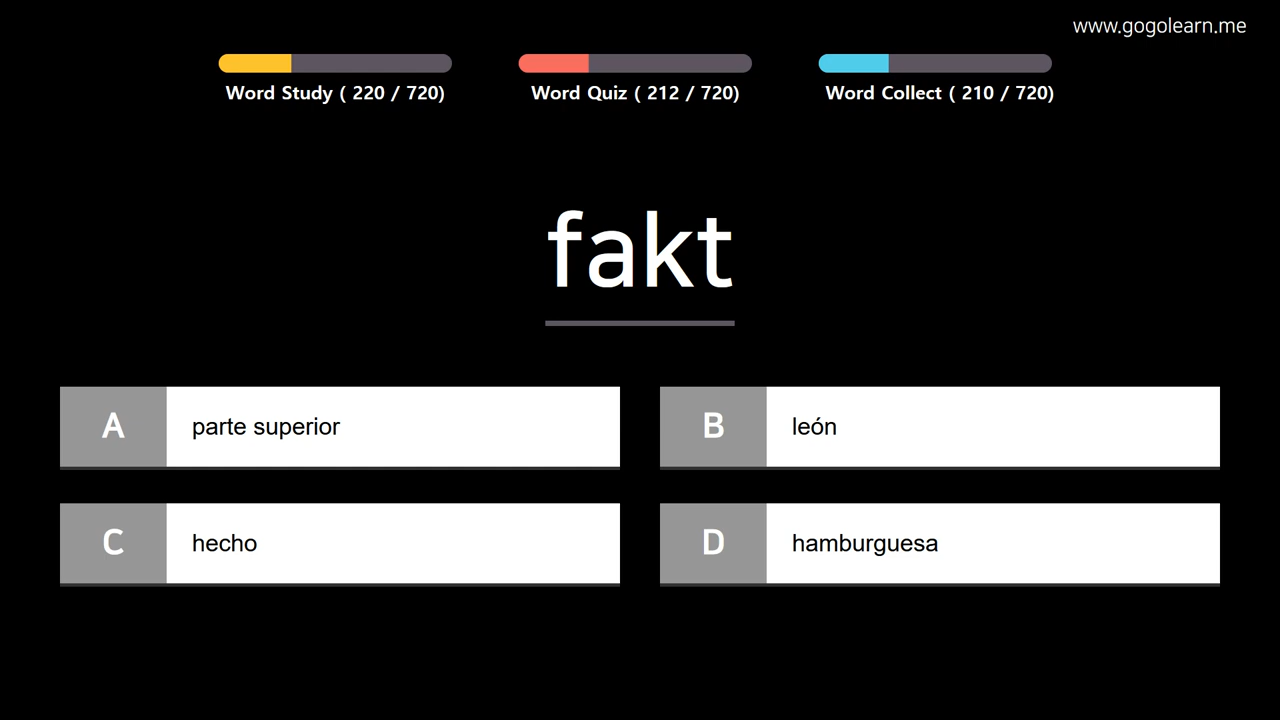 www.gogolearn.me
Word Study ( 220 / 720)
Word Quiz ( 212 / 720)
Word Collect ( 210 / 720)
fakt
A
parte superior
B
león
C
hecho
D
hamburguesa